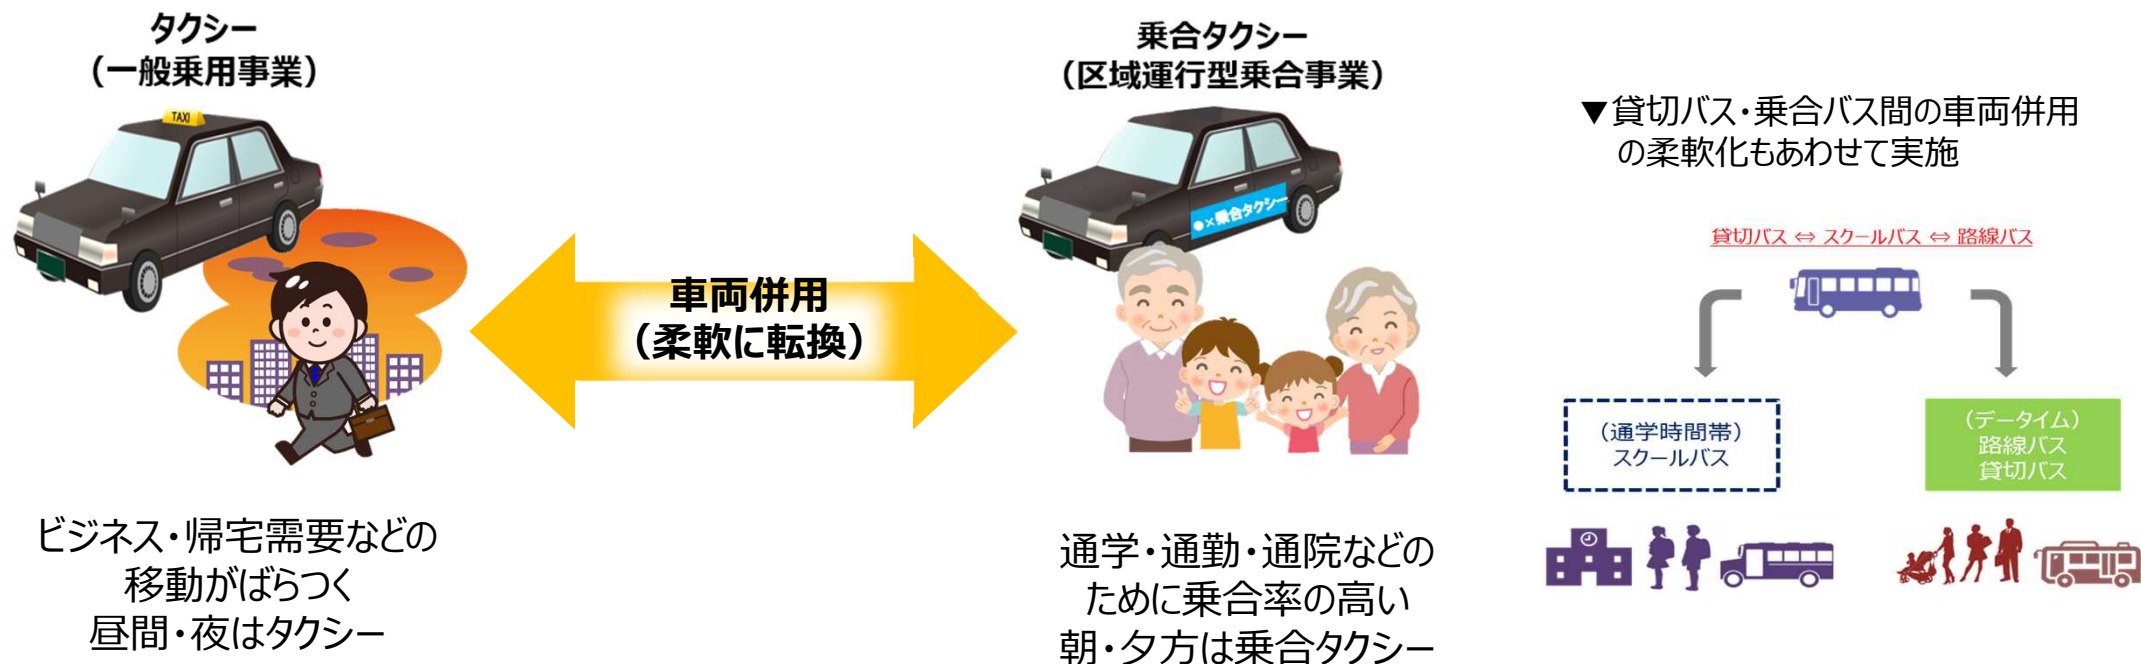 タクシー
（一般乗用事業）
TAXI
ビジネス・帰宅需要などの
移動がばらつく
昼間・夜はタクシー
車両併用
（柔軟に転換）
乗合タクシー
（区域運行型乗合事業）
●×乗合タクシー
通学・通勤・通院などの
ために乗合率の高い
朝・夕方は乗合タクシー
▼貸切バス・乗合バス間の車両併用
の柔軟化もあわせて実施
貸切バス ⇔ スクールバス ⇔ 路線バス
（通学時間帯）
スクールバス
（データイム）
路線バス
貸切バス